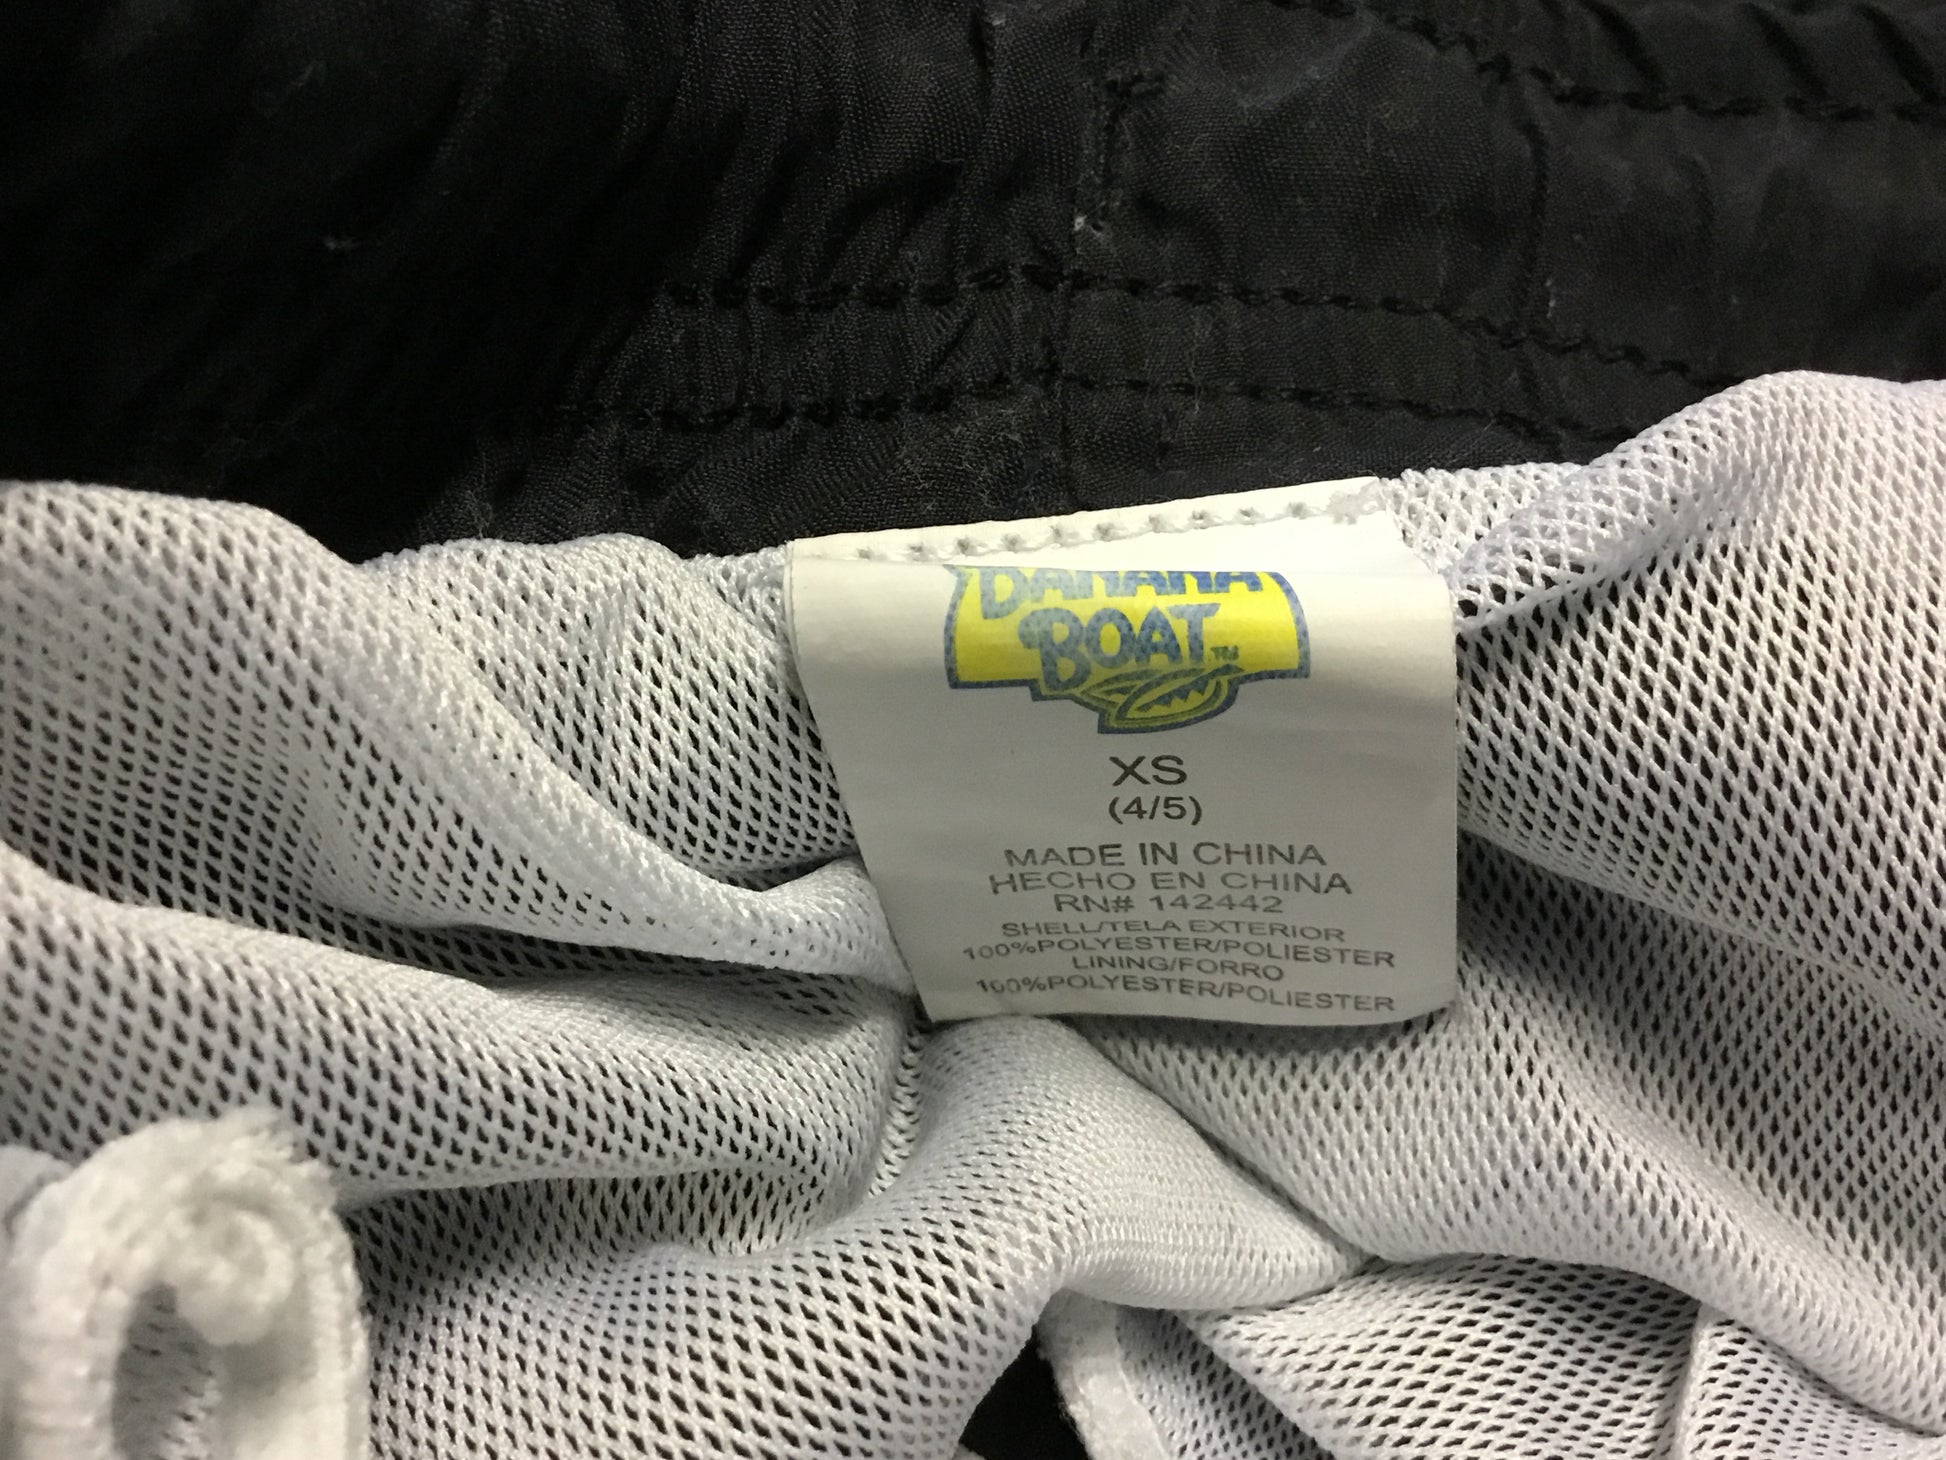 BANANA
BOAT TM
XS
(4/5)
MADE IN CHINA
HECHO EN CHINA
RN# 142442
SHELL/TELA EXTERIOR
100%POLYESTER/POLIESTER
LINING/FORRO
100%POLYESTER/POLIESTER